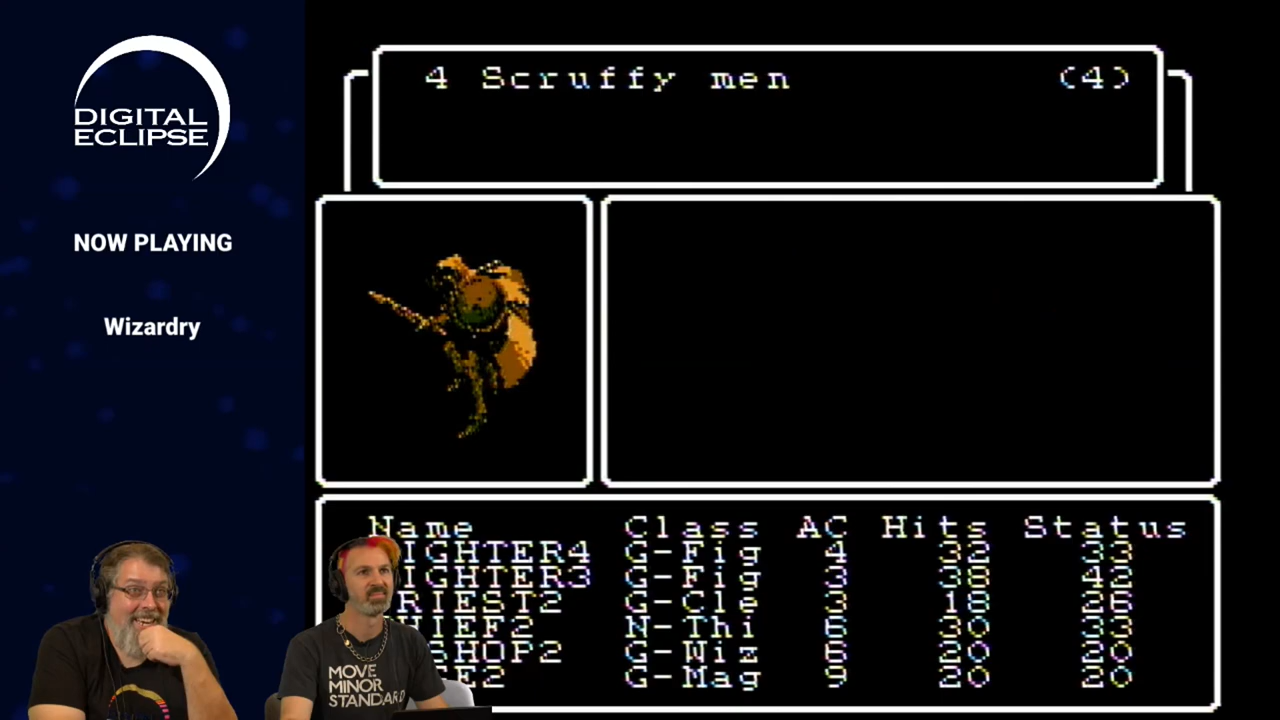 DIGITAL
ECLIPSE
NOW PLAYING
Wizardry
4 Scruffy men (4)
Name Class AC Hits Status
IGHTER4 G-Fig 4 32 33
IGHTER3 G-Fig 3 38 42
RIEST2 G-Cle 3 18 26
HIEF2 N-Thi 6 30 33
SHOP2 G-Wiz 6 20 20
E2 G-Mag 9 20 20
MOVE
MINOR
STANDARD